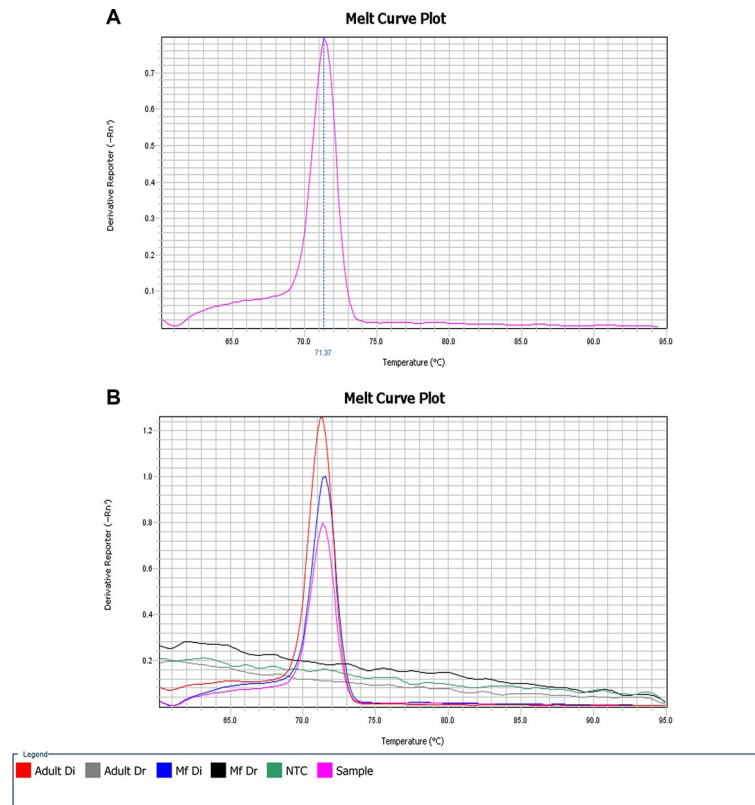 A
Melt Curve Plot
Derivative Reporter (−Rn')
0.7
0.6
0.5
0.4
0.3
0.2
0.1
65.0 70.0 75.0 80.0 85.0 90.0 95.0
71.37
Temperature (°C)
B
Melt Curve Plot
Derivative Reporter (−Rn')
1.2
1.0
0.8
0.6
0.4
0.2
65.0 70.0 75.0 80.0 85.0 90.0 95.0
Temperature (°C)
Legend
Adult Di Adult Dr Mf Di Mf Dr NTC Sample